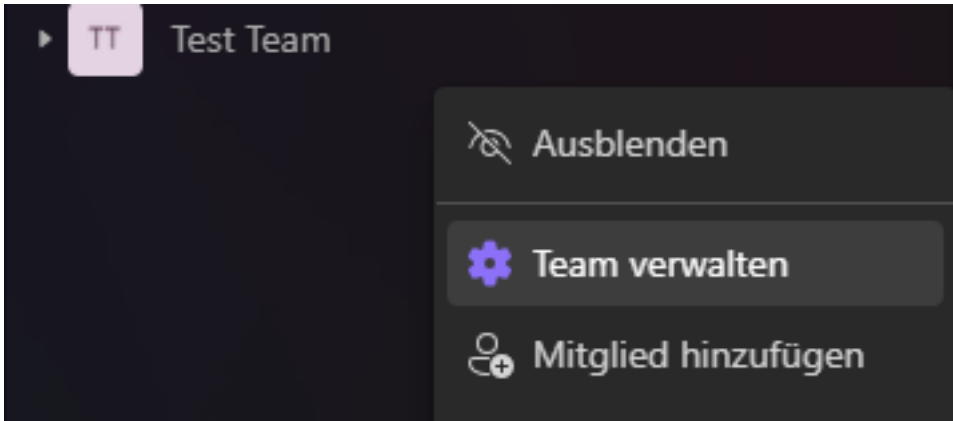 TT Test Team
Ausblenden
Team verwalten
Mitglied hinzufügen